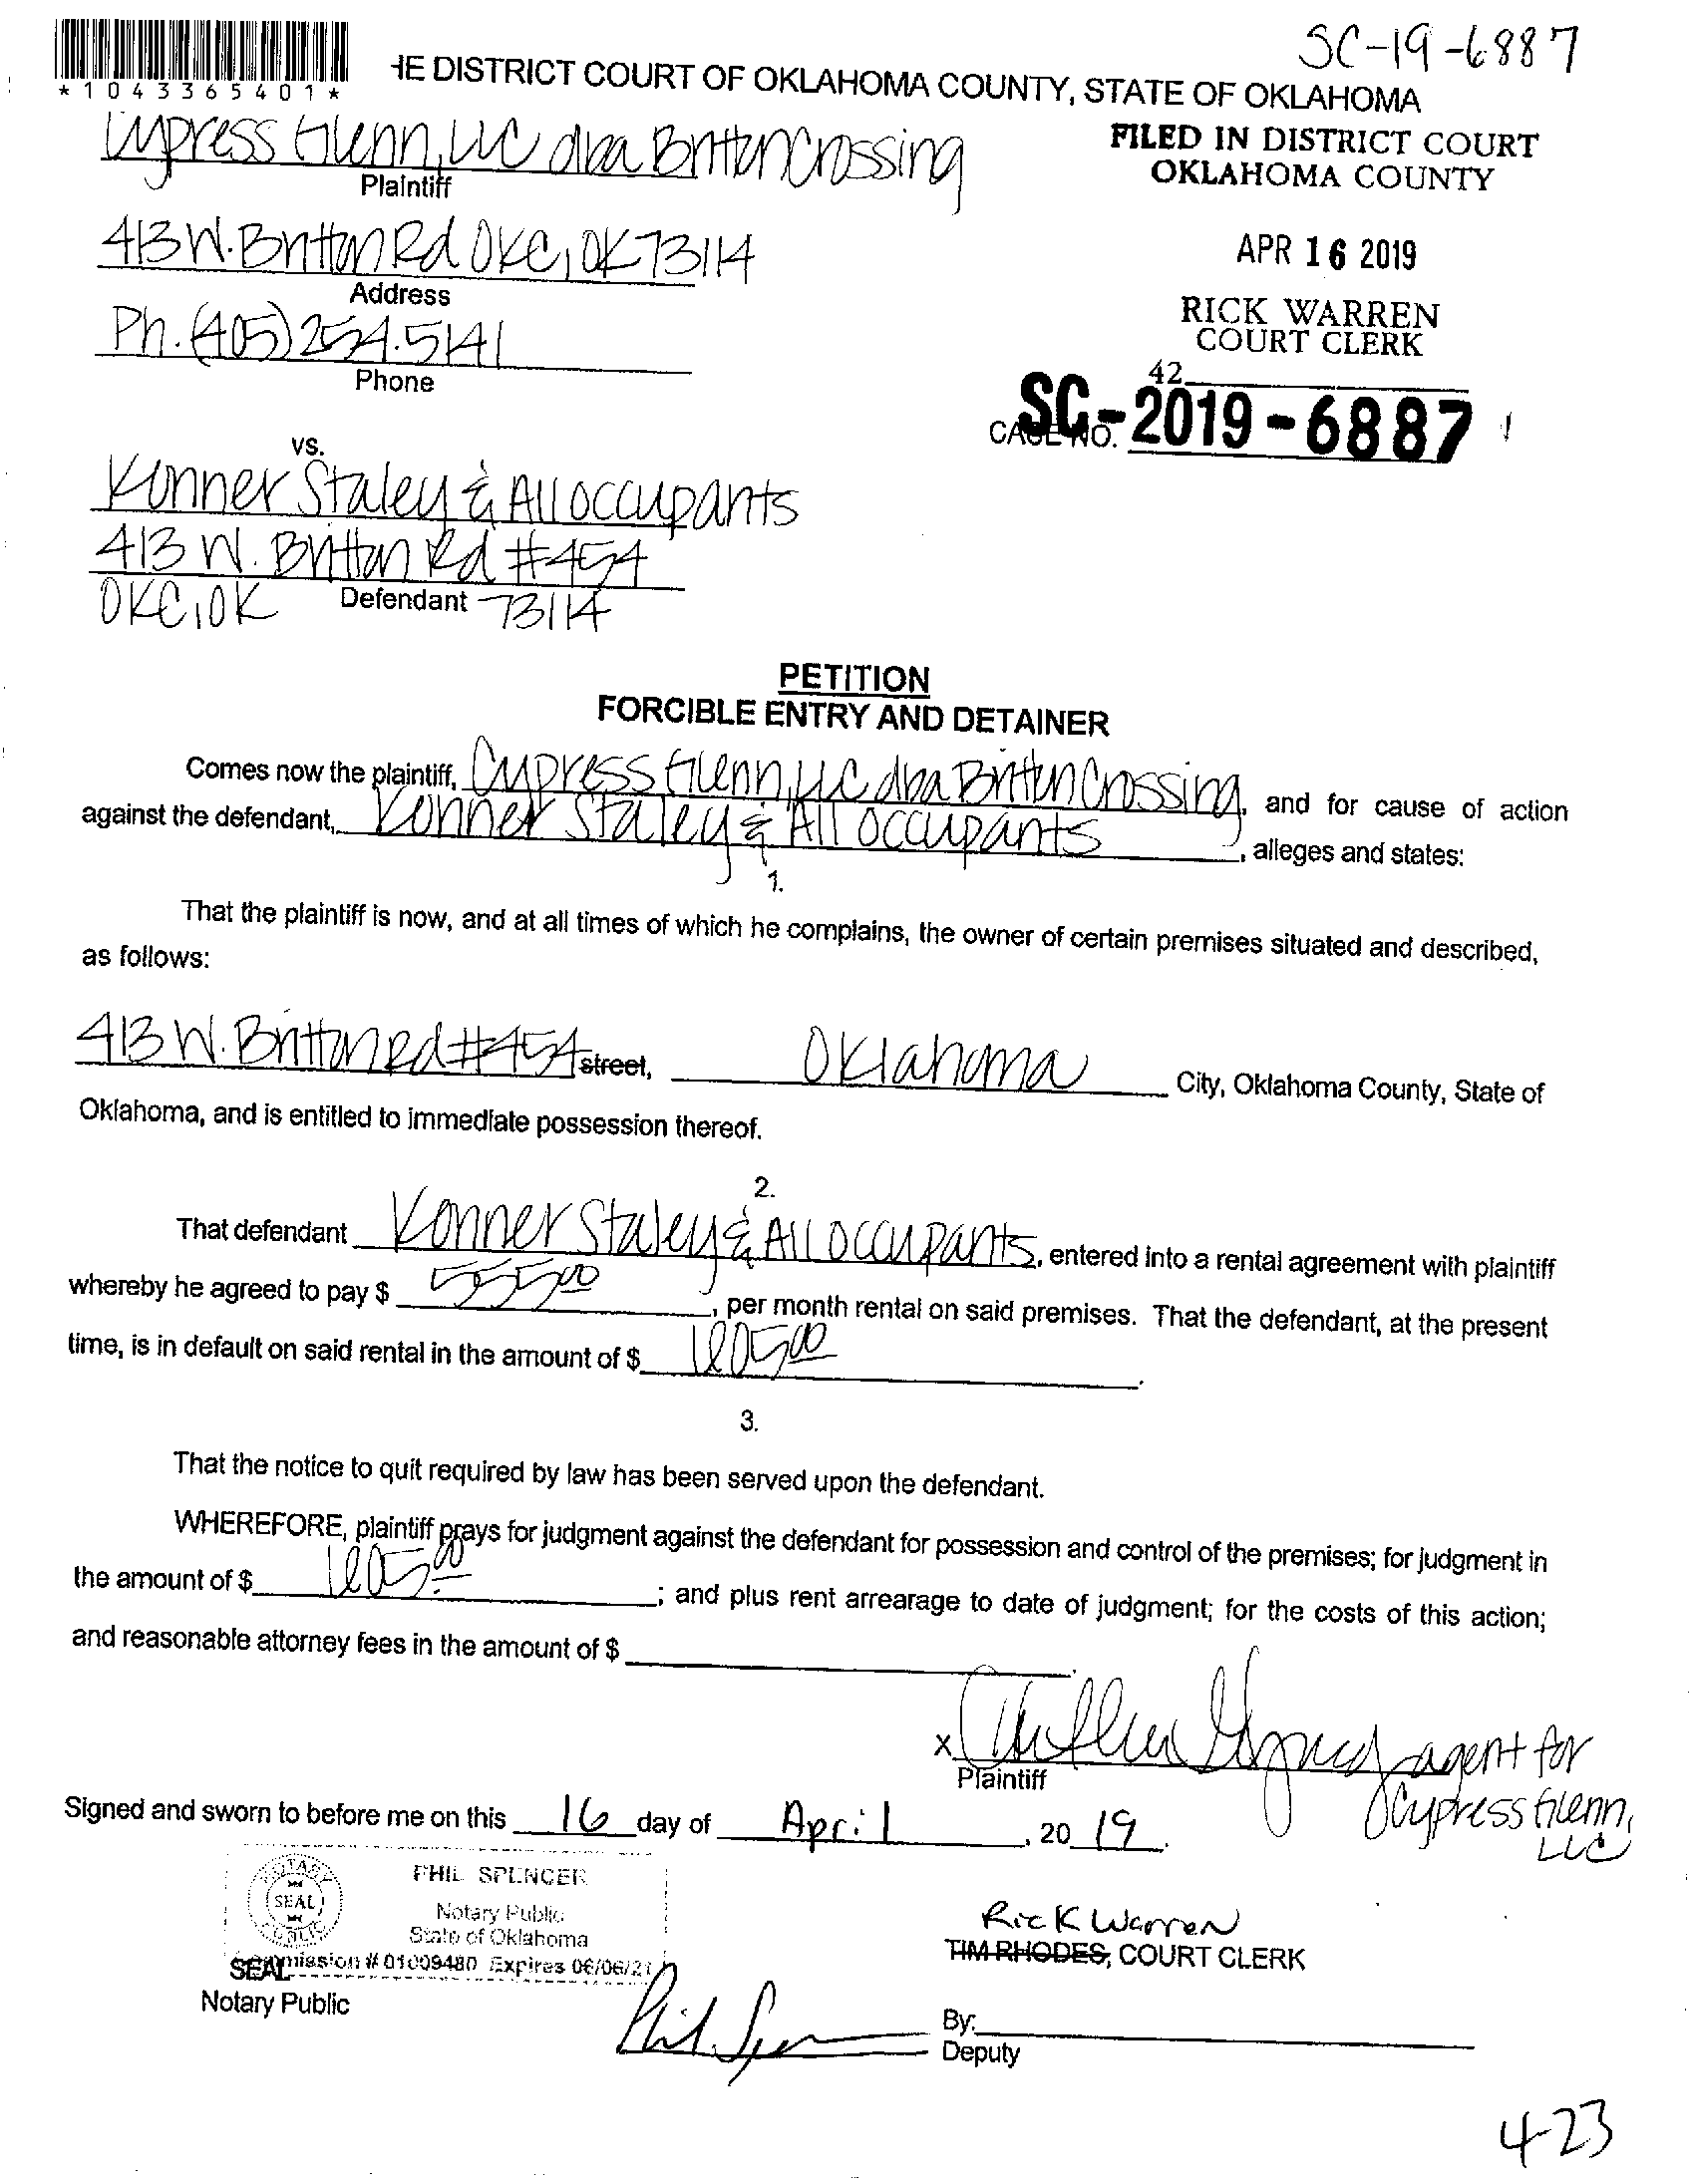 SC-19-6887
*1043365401*
HE DISTRICT COURT OF OKLAHOMA COUNTY, STATE OF OKLAHOMA
Cypress Glenn, LLC dba Britton Crossing
Plaintiff
FILED IN DISTRICT COURT
OKLAHOMA COUNTY
413 W. Britton Rd OKC, OK 73114
Address
APR 16 2019
Ph. (405) 254.5141
Phone
RICK WARREN
COURT CLERK
42
CASE NO. SC-2019-6887
vs.
Konner Staley & All occupants
413 W. Britton Rd #454
OKC, OK 73114
Defendant
PETITION
FORCIBLE ENTRY AND DETAINER
Comes now the plaintiff, Cypress Glenn, LLC dba Britton Crossing, and for cause of action
against the defendant, Konner Staley & All occupants, alleges and states:
1.
That the plaintiff is now, and at all times of which he complains, the owner of certain premises situated and described,
as follows:
413 W. Britton Rd #454 street, Oklahoma City, Oklahoma County, State of
Oklahoma, and is entitled to immediate possession thereof.
2.
That defendant Konner Staley & All occupants, entered into a rental agreement with plaintiff
whereby he agreed to pay $ 555.00, per month rental on said premises. That the defendant, at the present
time, is in default on said rental in the amount of $ 605.00.
3.
That the notice to quit required by law has been served upon the defendant.
WHEREFORE, plaintiff prays for judgment against the defendant for possession and control of the premises; for judgment in
the amount of $ 605.00; and plus rent arrearage to date of judgment; for the costs of this action;
and reasonable attorney fees in the amount of $
X agent for
Plaintiff
Cypress Glenn,
LLC
Signed and sworn to before me on this 16 day of April, 2019.
NOTARY
SEAL
PUBLIC
PHIL SPENCER
Notary Public
State of Oklahoma
Commission # 01009480 Expires 06/06/21
SEAL
Notary Public
Phil Spencer
Rick Warren
TIM RHODES, COURT CLERK
By:
Deputy
4-23